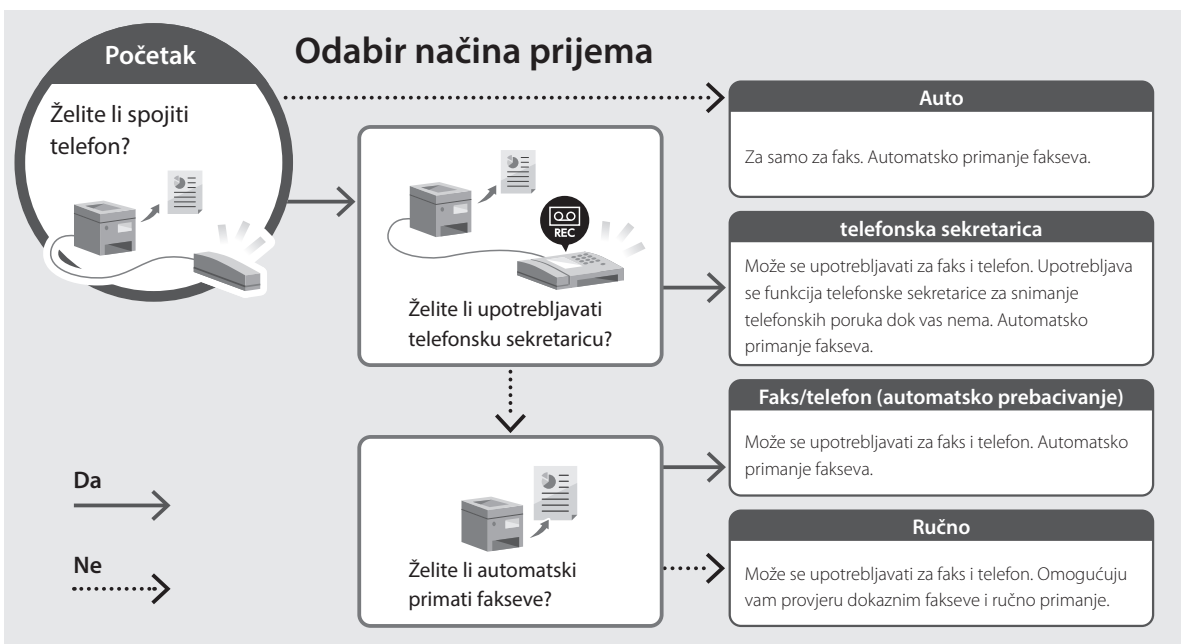 Odabir načina prijema
Početak
Želite li spojiti
telefon?
REC
Želite li upotrebljavati
telefonsku sekretaricu?
Želite li automatski
primati fakseve?
Auto
Za samo za faks. Automatsko primanje fakseva.
telefonska sekretarica
Može se upotrebljavati za faks i telefon. Upotrebljava
se funkcija telefonske sekretarice za snimanje
telefonskih poruka dok vas nema. Automatsko
primanje fakseva.
Faks/telefon (automatsko prebacivanje)
Može se upotrebljavati za faks i telefon. Automatsko
primanje fakseva.
Ručno
Može se upotrebljavati za faks i telefon. Omogućuju
vam provjeru dokaznim fakseve i ručno primanje.
Da
Ne